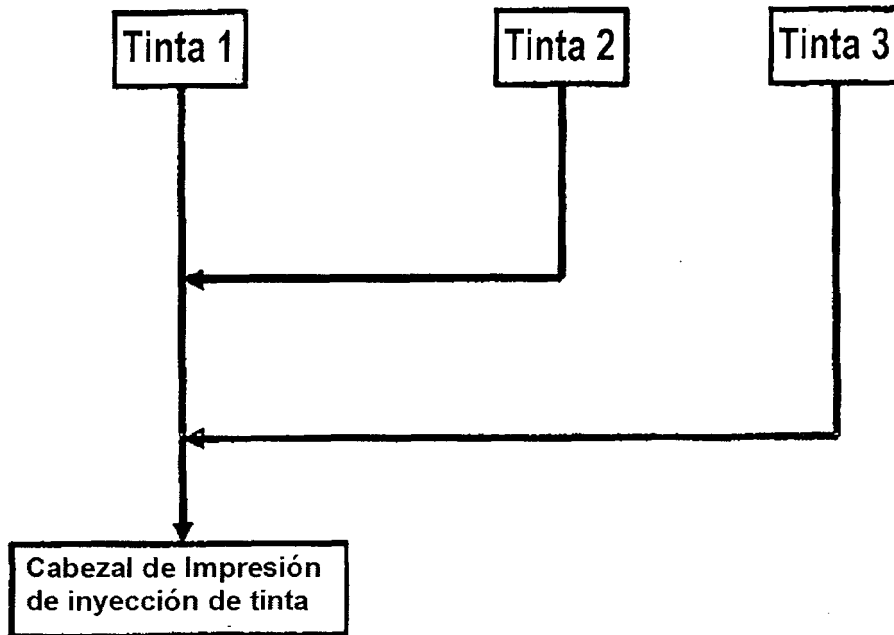 Tinta 1
Tinta 2
Tinta 3
Cabezal de Impresión
de inyección de tinta